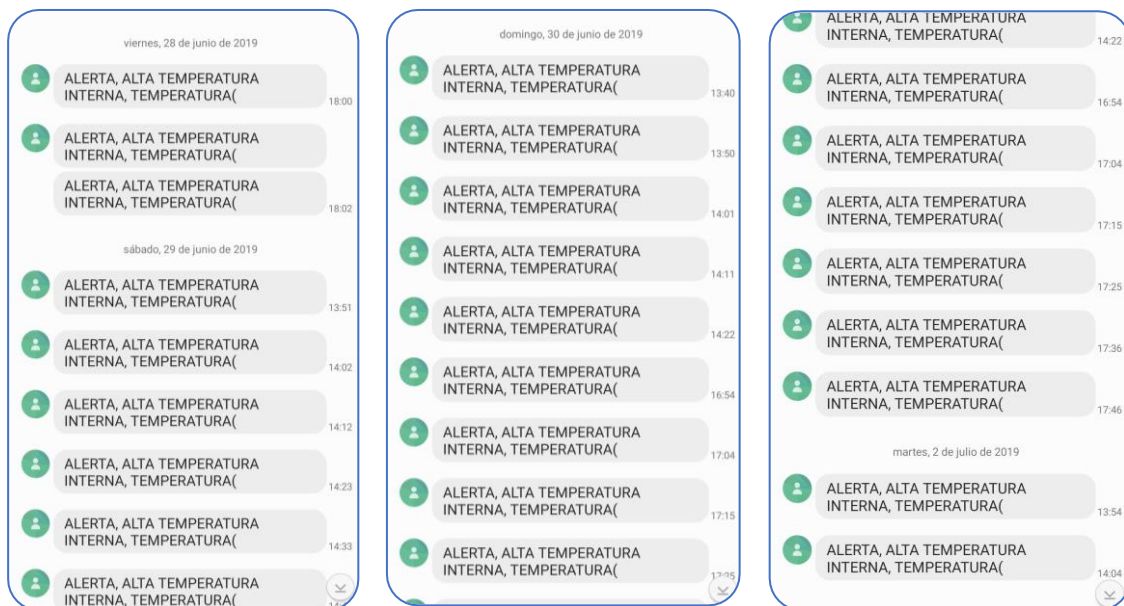 viernes, 28 de junio de 2019
ALERTA, ALTA TEMPERATURA
INTERNA, TEMPERATURA(
18:00
ALERTA, ALTA TEMPERATURA
INTERNA, TEMPERATURA(
ALERTA, ALTA TEMPERATURA
INTERNA, TEMPERATURA(
18:02
sábado, 29 de junio de 2019
ALERTA, ALTA TEMPERATURA
INTERNA, TEMPERATURA(
13:51
ALERTA, ALTA TEMPERATURA
INTERNA, TEMPERATURA(
14:02
ALERTA, ALTA TEMPERATURA
INTERNA, TEMPERATURA(
14:12
ALERTA, ALTA TEMPERATURA
INTERNA, TEMPERATURA(
14:23
ALERTA, ALTA TEMPERATURA
INTERNA, TEMPERATURA(
14:33
ALERTA, ALTA TEMPERATURA
INTERNA, TEMPERATURA(
domingo, 30 de junio de 2019
ALERTA, ALTA TEMPERATURA
INTERNA, TEMPERATURA(
13:40
ALERTA, ALTA TEMPERATURA
INTERNA, TEMPERATURA(
13:50
ALERTA, ALTA TEMPERATURA
INTERNA, TEMPERATURA(
14:01
ALERTA, ALTA TEMPERATURA
INTERNA, TEMPERATURA(
14:11
ALERTA, ALTA TEMPERATURA
INTERNA, TEMPERATURA(
14:22
ALERTA, ALTA TEMPERATURA
INTERNA, TEMPERATURA(
16:54
ALERTA, ALTA TEMPERATURA
INTERNA, TEMPERATURA(
17:04
ALERTA, ALTA TEMPERATURA
INTERNA, TEMPERATURA(
17:15
ALERTA, ALTA TEMPERATURA
INTERNA, TEMPERATURA(
17:25
ALERTA, ALTA TEMPERATURA
INTERNA, TEMPERATURA(
14:22
ALERTA, ALTA TEMPERATURA
INTERNA, TEMPERATURA(
16:54
ALERTA, ALTA TEMPERATURA
INTERNA, TEMPERATURA(
17:04
ALERTA, ALTA TEMPERATURA
INTERNA, TEMPERATURA(
17:15
ALERTA, ALTA TEMPERATURA
INTERNA, TEMPERATURA(
17:25
ALERTA, ALTA TEMPERATURA
INTERNA, TEMPERATURA(
17:36
ALERTA, ALTA TEMPERATURA
INTERNA, TEMPERATURA(
17:46
martes, 2 de julio de 2019
ALERTA, ALTA TEMPERATURA
INTERNA, TEMPERATURA(
13:54
ALERTA, ALTA TEMPERATURA
INTERNA, TEMPERATURA(
14:04